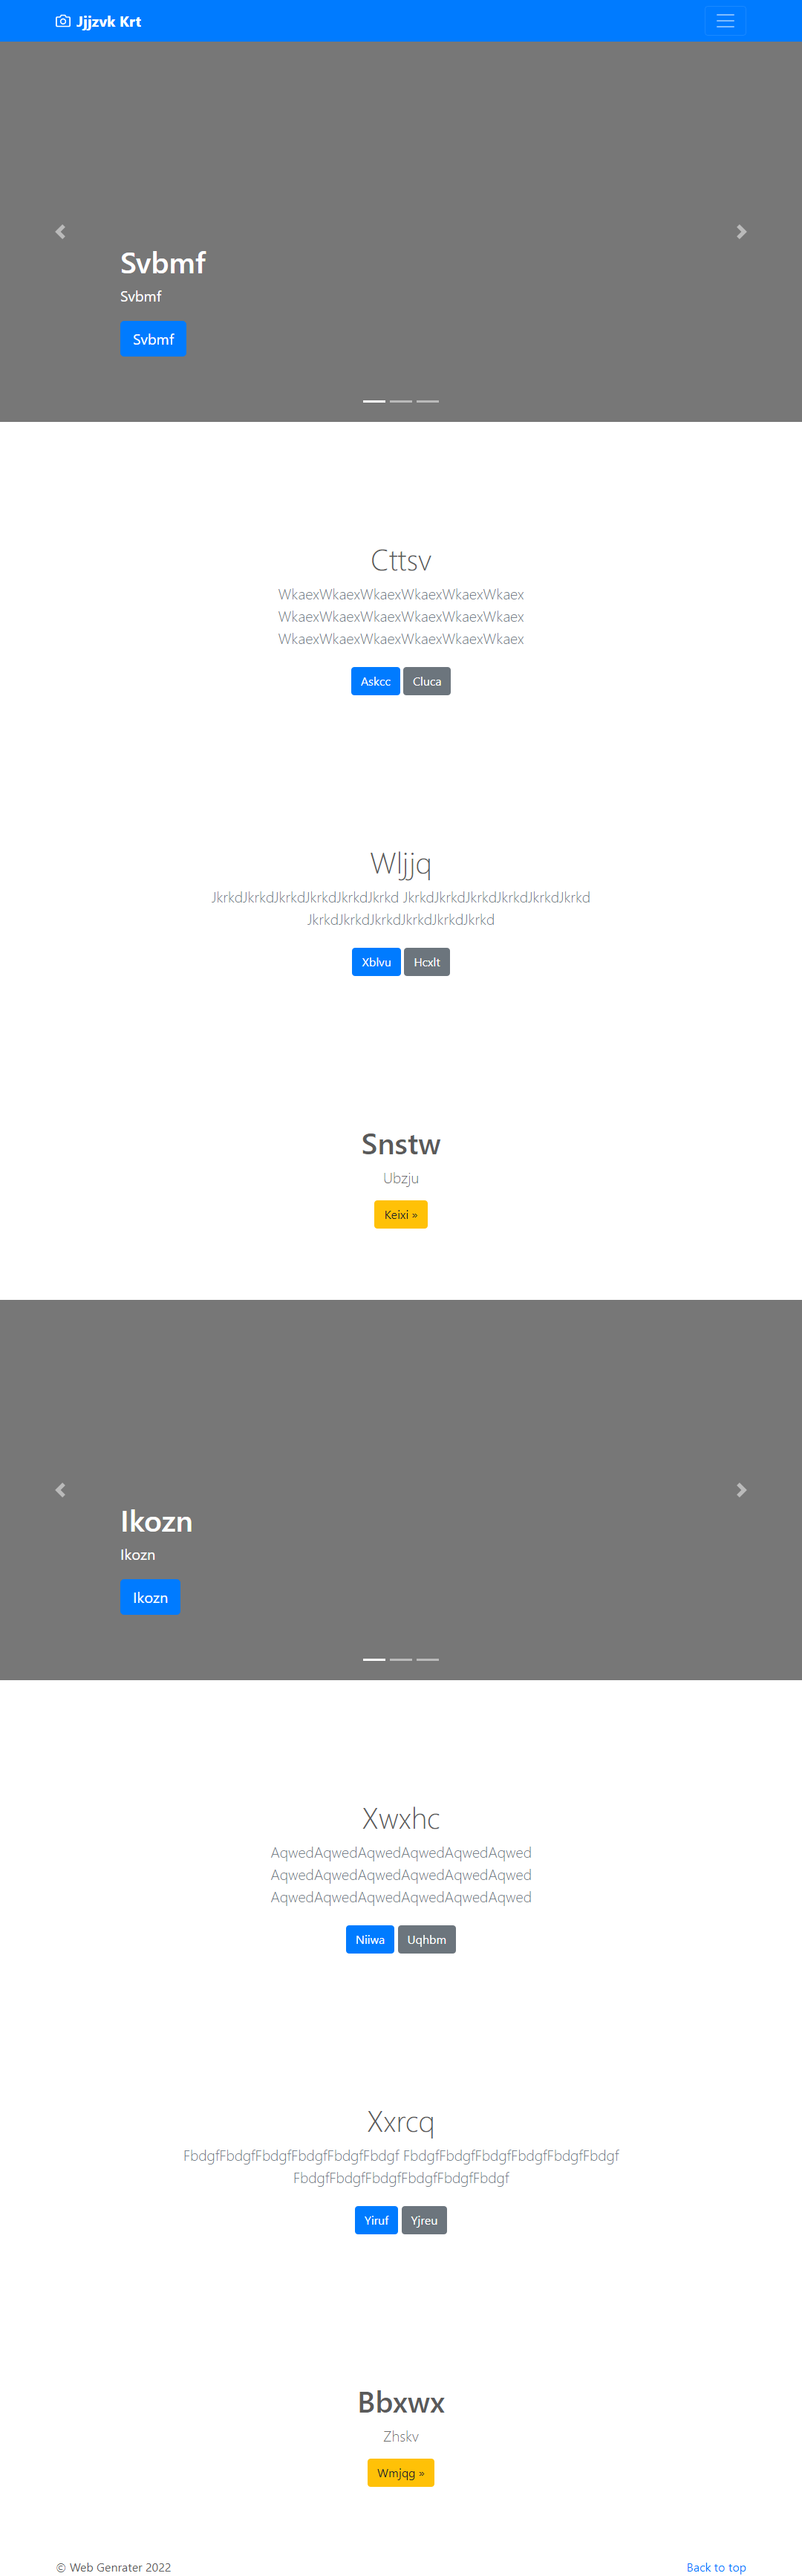 Jjjzvk Krt
Svbmf
Svbmf
Svbmf
Cttsv
WkaexWkaexWkaexWkaexWkaexWkaex
WkaexWkaexWkaexWkaexWkaexWkaex
WkaexWkaexWkaexWkaexWkaexWkaex
Askcc Cluca
Wljjq
JkrkdJkrkdJkrkdJkrkdJkrkdJkrkd JkrkdJkrkdJkrkdJkrkdJkrkdJkrkd
JkrkdJkrkdJkrkdJkrkdJkrkdJkrkd
Xblvu Hcxlt
Snstw
Ubzju
Keixi »
Ikozn
Ikozn
Ikozn
Xwxhc
AqwedAqwedAqwedAqwedAqwedAqwed
AqwedAqwedAqwedAqwedAqwedAqwed
AqwedAqwedAqwedAqwedAqwedAqwed
Niiwa Uqhbm
Xxrcq
FbdgfFbdgfFbdgfFbdgfFbdgfFbdgf FbdgfFbdgfFbdgfFbdgfFbdgfFbdgf
FbdgfFbdgfFbdgfFbdgfFbdgfFbdgf
Yiruf Yjreu
Bbxwx
Zhskv
Wmjqg »
© Web Genrater 2022 Back to top